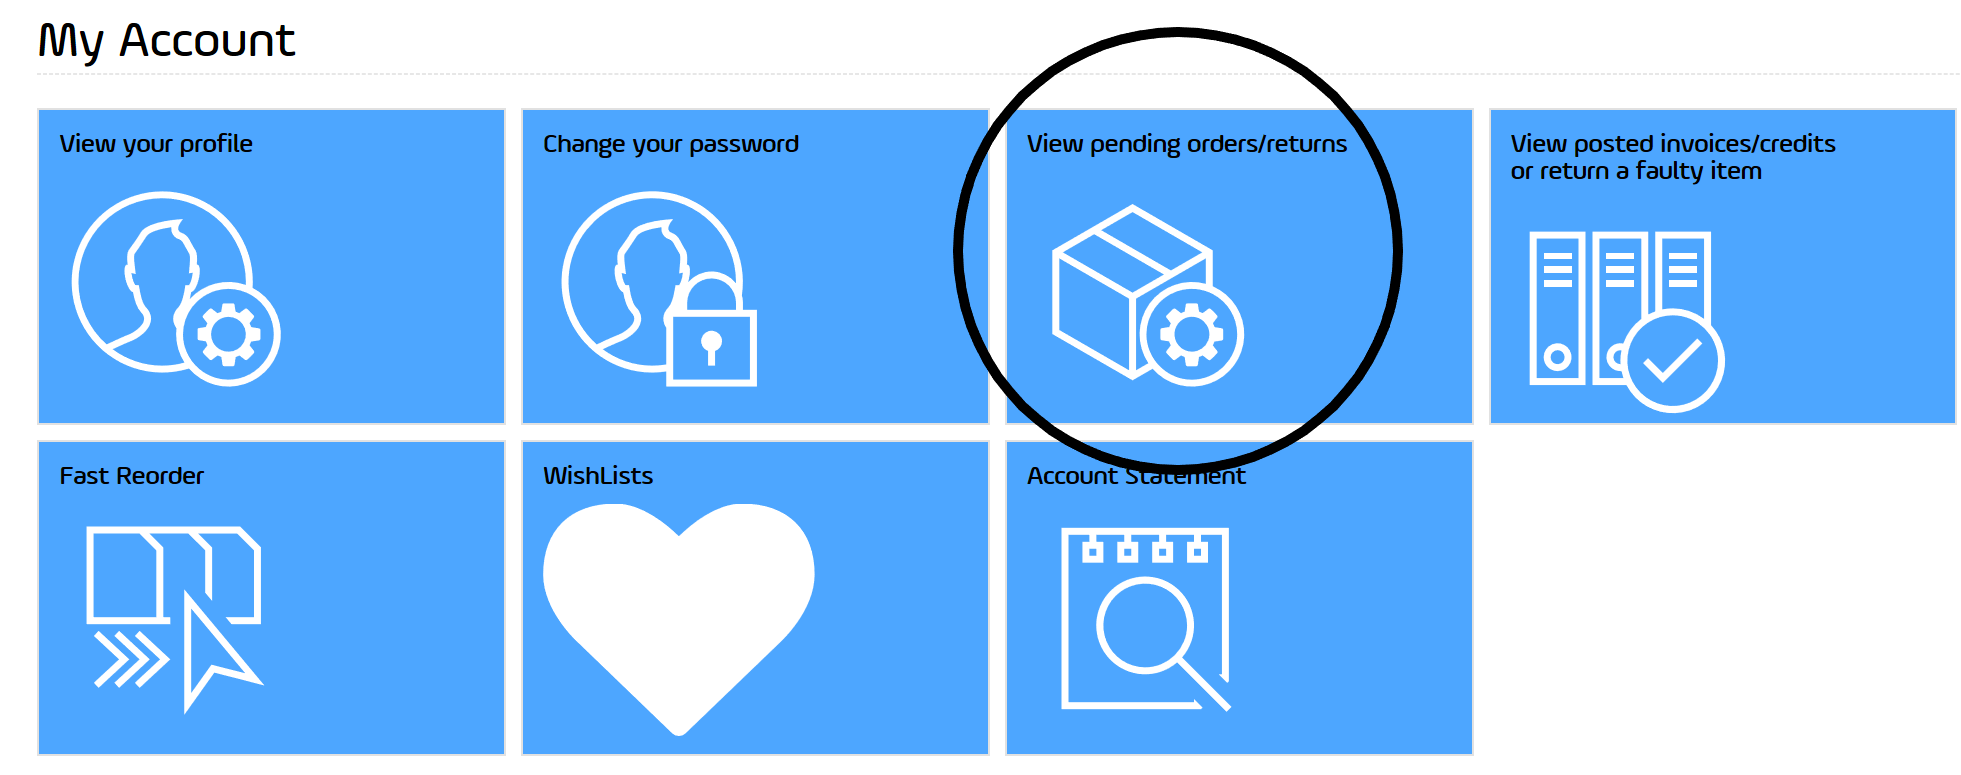 My Account
View your profile
Change your password
View pending orders/returns
View posted invoices/credits
or return a faulty item
Fast Reorder
WishLists
Account Statement